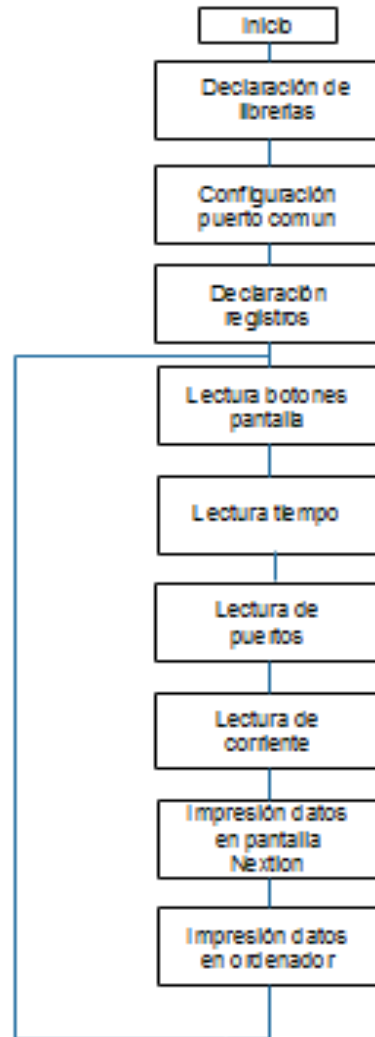 Inicio
Declaración de
librerías
Configuración
puerto comun
Declaración
registros
Lectura botones
pantalla
Lectura tiempo
Lectura de
puertos
Lectura de
corriente
Impresión datos
en pantalla
Nextion
Impresión datos
en ordenador